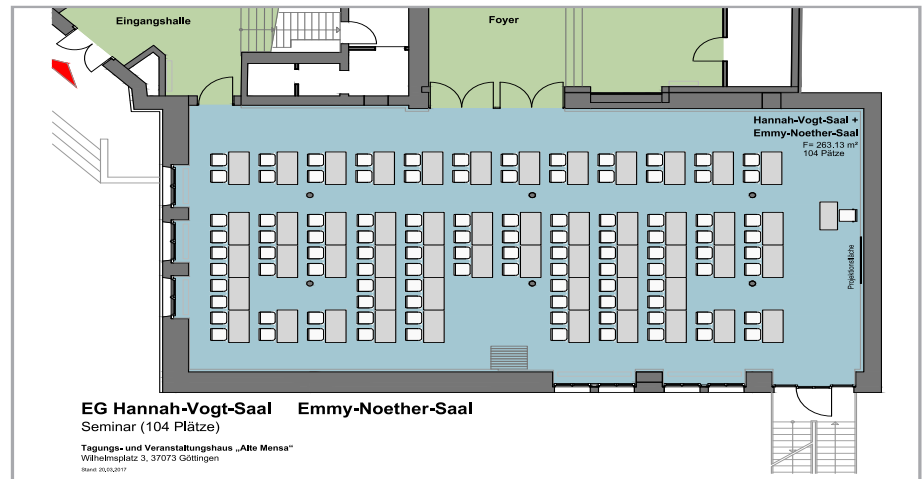 Eingangshalle
Foyer
Hannah-Vogt-Saal +
Emmy-Noether-Saal
F= 263.13 m²
104 Pätze
Projektionsfläche
EG Hannah-Vogt-Saal Emmy-Noether-Saal
Seminar (104 Plätze)
Tagungs- und Veranstaltungshaus „Alte Mensa“
Wilhelmsplatz 3, 37073 Göttingen
Stand: 20.03.2017